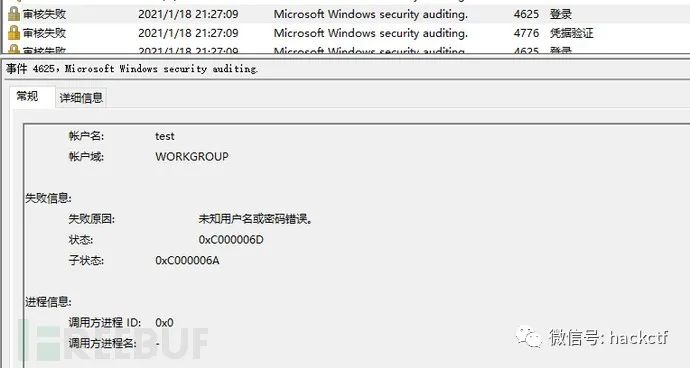 审核失败 2021/1/18 21:27:09 Microsoft Windows security auditing. 4625 登录
审核失败 2021/1/18 21:27:09 Microsoft Windows security auditing. 4776 凭据验证
审核失败 2021/1/18 21:27:09 Microsoft Windows security auditing. 4625 登录
事件 4625，Microsoft Windows security auditing.
常规 详细信息
帐户名: test
帐户域: WORKGROUP
失败信息:
失败原因: 未知用户名或密码错误。
状态: 0xC000006D
子状态: 0xC000006A
进程信息:
调用方进程 ID: 0x0
调用方进程名: -
FREEBUF
微信号: hackctf